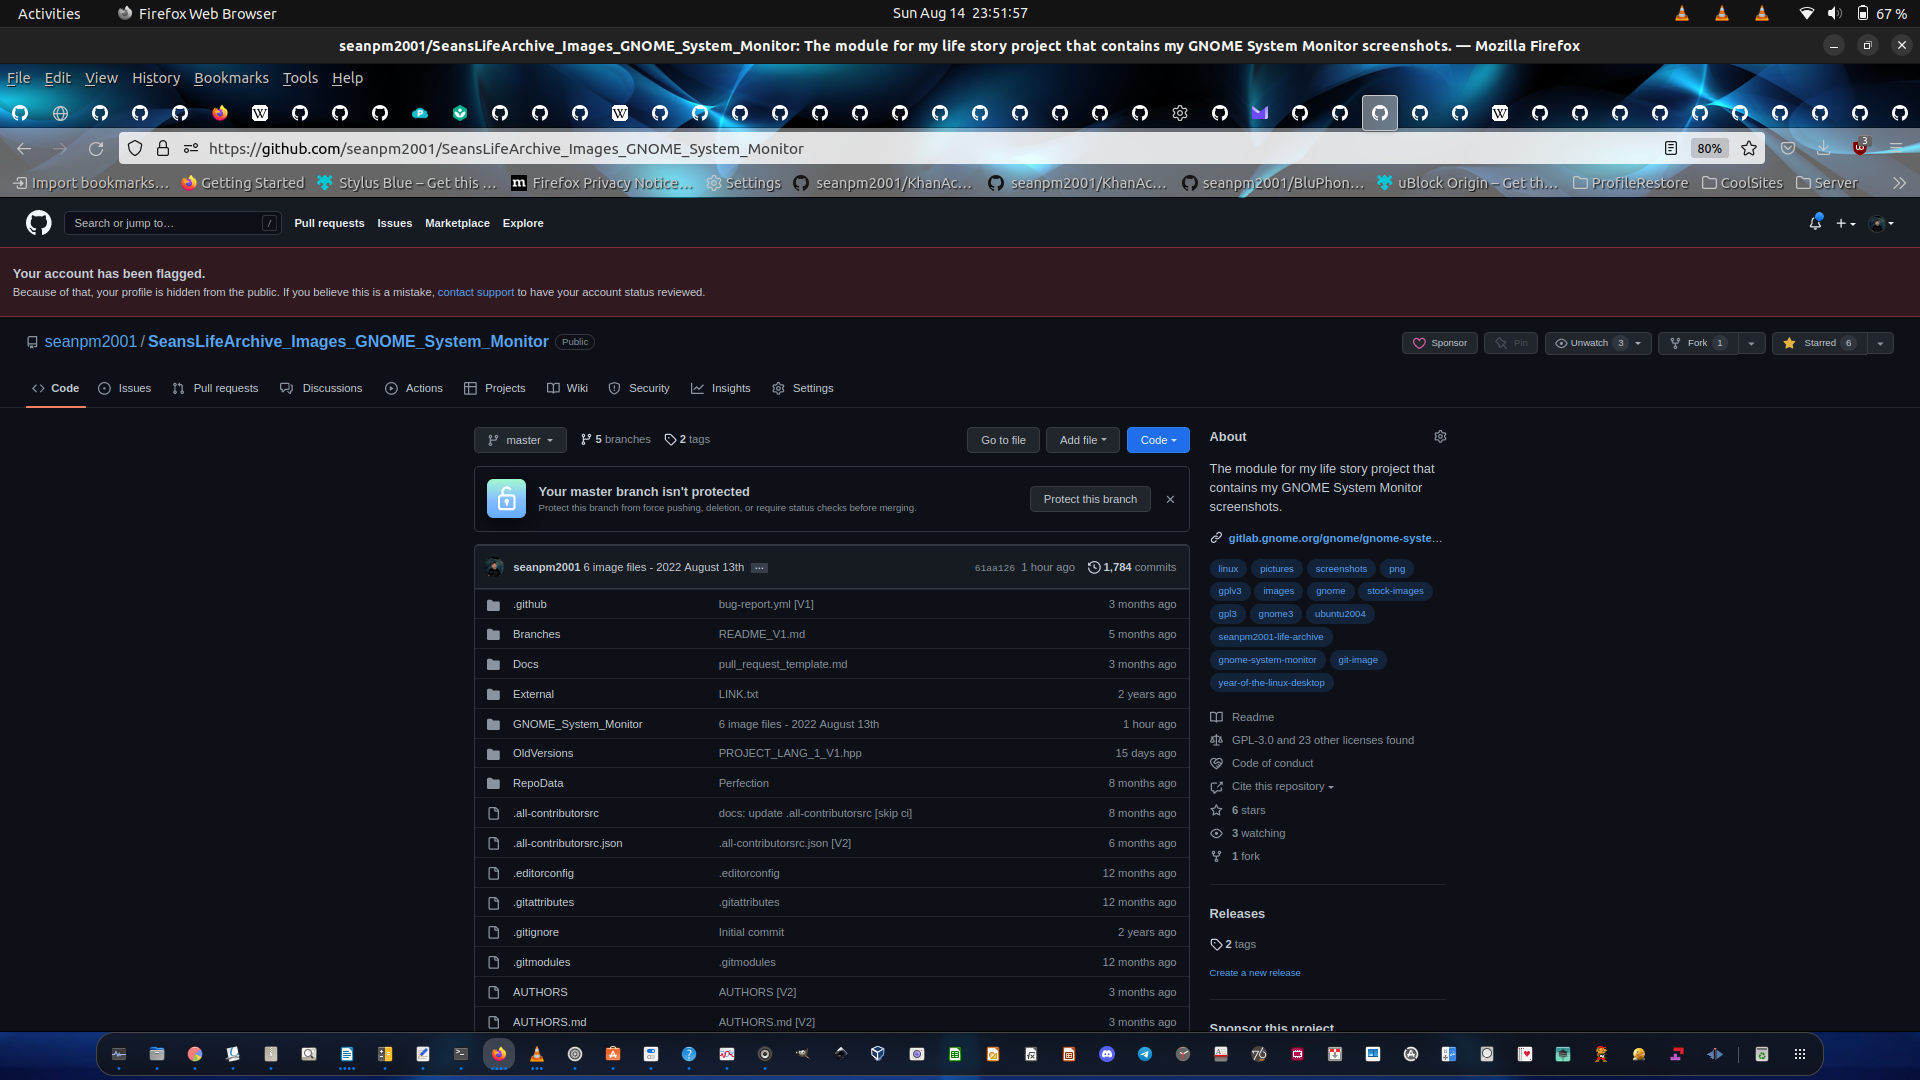 Activities
Firefox Web Browser
Sun Aug 14 23:51:57
67 %
seanpm2001/SeansLifeArchive_Images_GNOME_System_Monitor: The module for my life story project that contains my GNOME System Monitor screenshots. — Mozilla Firefox
File Edit View History Bookmarks Tools Help
https://github.com/seanpm2001/SeansLifeArchive_Images_GNOME_System_Monitor
80%
3
Import bookmarks… Getting Started Stylus Blue – Get this … Firefox Privacy Notice… Settings seanpm2001/KhanAc… seanpm2001/KhanAc… seanpm2001/BluPhon… uBlock Origin – Get th… ProfileRestore CoolSites Server
Search or jump to… /
Pull requests Issues Marketplace Explore
Your account has been flagged.
Because of that, your profile is hidden from the public. If you believe this is a mistake, contact support to have your account status reviewed.
seanpm2001 / SeansLifeArchive_Images_GNOME_System_Monitor Public
Sponsor Pin Unwatch 3 Fork 1 Starred 6
Code Issues Pull requests Discussions Actions Projects Wiki Security Insights Settings
master 5 branches 2 tags
Go to file Add file Code
Your master branch isn't protected
Protect this branch from force pushing, deletion, or require status checks before merging.
Protect this branch
seanpm2001 6 image files - 2022 August 13th … 61aa126 1 hour ago 1,784 commits
.github bug-report.yml [V1] 3 months ago
Branches README_V1.md 5 months ago
Docs pull_request_template.md 3 months ago
External LINK.txt 2 years ago
GNOME_System_Monitor 6 image files - 2022 August 13th 1 hour ago
OldVersions PROJECT_LANG_1_V1.hpp 15 days ago
RepoData Perfection 8 months ago
.all-contributorsrc docs: update .all-contributorsrc [skip ci] 8 months ago
.all-contributorsrc.json .all-contributorsrc.json [V2] 6 months ago
.editorconfig .editorconfig 12 months ago
.gitattributes .gitattributes 12 months ago
.gitignore Initial commit 2 years ago
.gitmodules .gitmodules 12 months ago
AUTHORS AUTHORS [V2] 3 months ago
AUTHORS.md AUTHORS.md [V2] 3 months ago
About
The module for my life story project that
contains my GNOME System Monitor
screenshots.
gitlab.gnome.org/gnome/gnome-syste…
linux pictures screenshots png
gplv3 images gnome stock-images
gpl3 gnome3 ubuntu2004
seanpm2001-life-archive
gnome-system-monitor git-image
year-of-the-linux-desktop
Readme
GPL-3.0 and 23 other licenses found
Code of conduct
Cite this repository
6 stars
3 watching
1 fork
Releases
2 tags
Create a new release
Sponsor this project